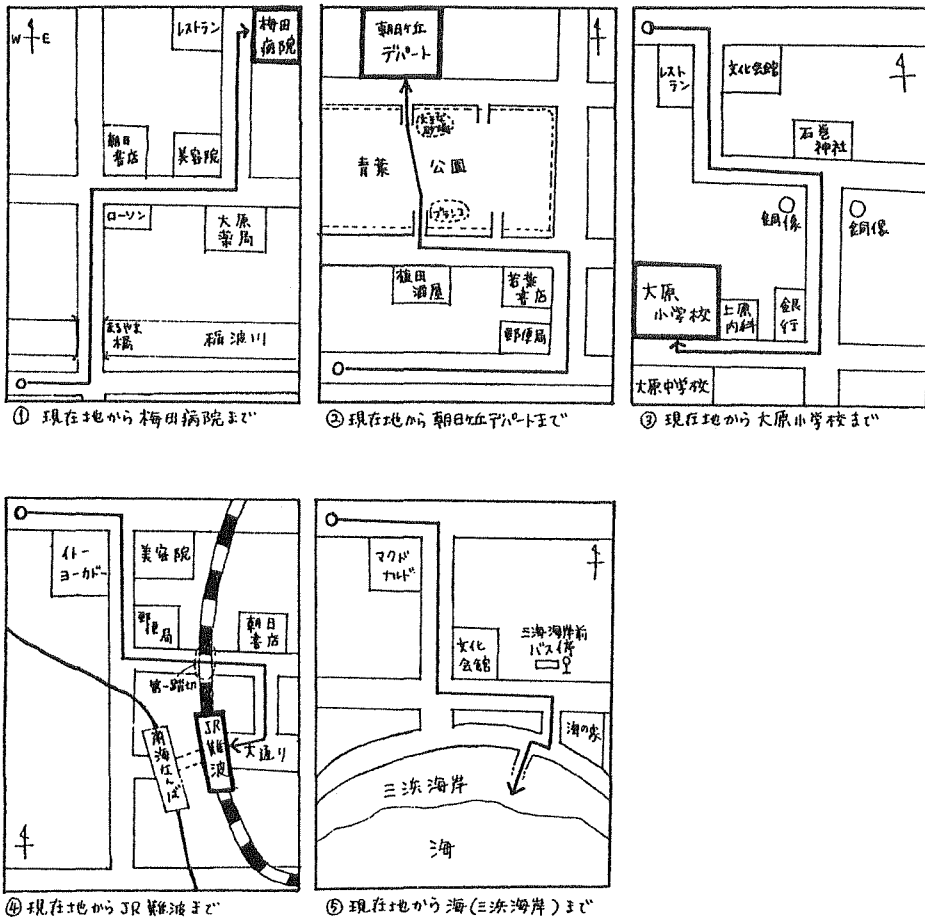 W E
レストラン
梅田
病院
朝日
書店
美容院
ローソン
大原
薬局
まるやま
橋
稲波川
① 現在地から梅田病院まで
朝日ヶ丘
デパート
大きな
砂場
青葉 公園
ブランコ
植田
酒屋
若葉
書店
郵便局
② 現在地から朝日ヶ丘デパートまで
レスト
ラン
文化会館
石巻
神社
銅像
銅像
大原
小学校
上原
内科
銀行
大原中学校
③ 現在地から大原小学校まで
イトー
ヨーカドー
美容院
郵便局
朝日
書店
第一踏切
JR
難波
大通り
南海なんば
④ 現在地からJR難波まで
マクド
ナルド
文化
会館
三浜海岸前
バス停
海の家
三浜海岸
海
⑤ 現在地から海(三浜海岸)まで